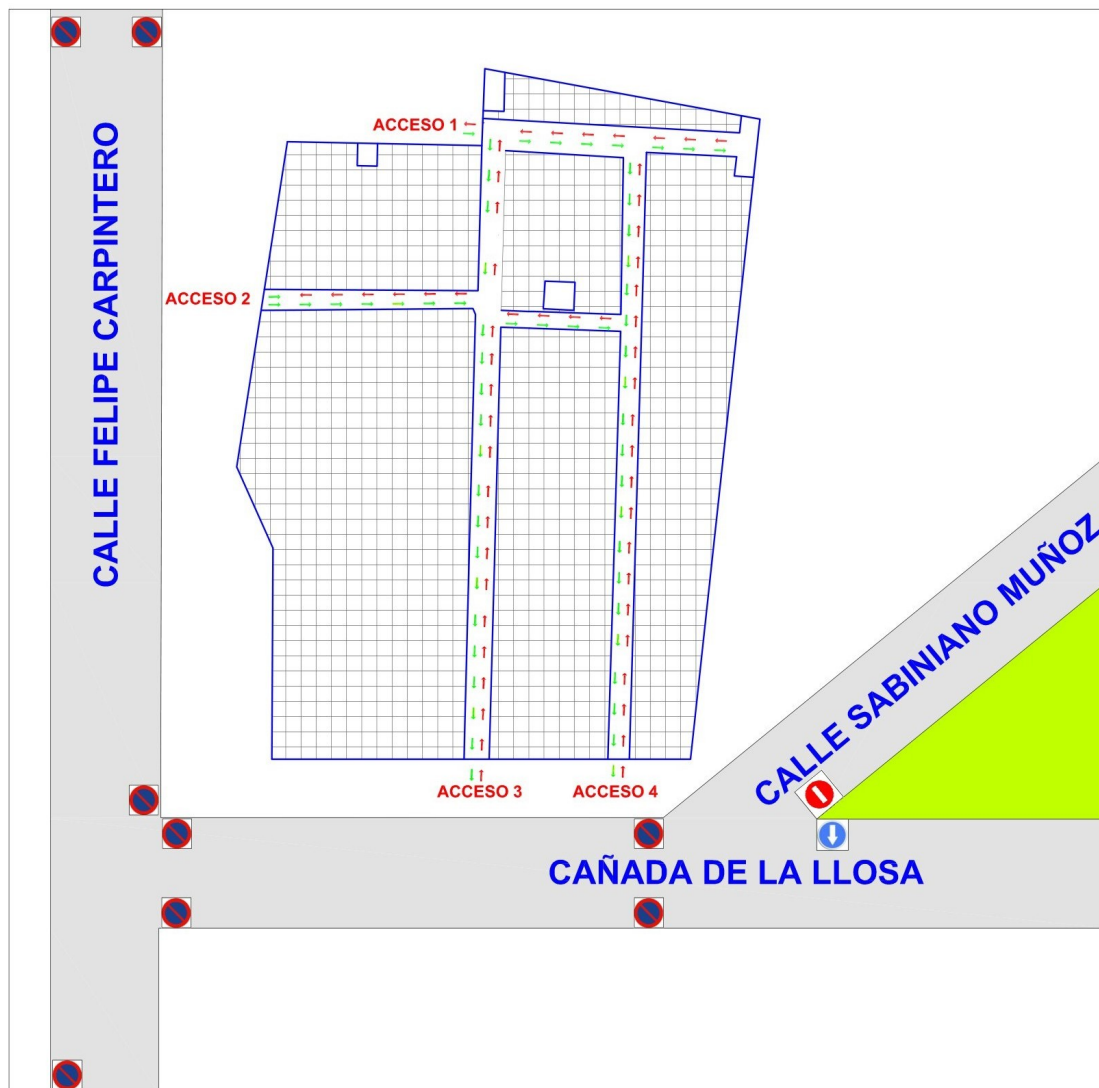 ACCESO 1
CALLE FELIPE CARPINTERO
ACCESO 2
CALLE SABINIANO MUÑOZ
ACCESO 3
ACCESO 4
CAÑADA DE LA LLOSA